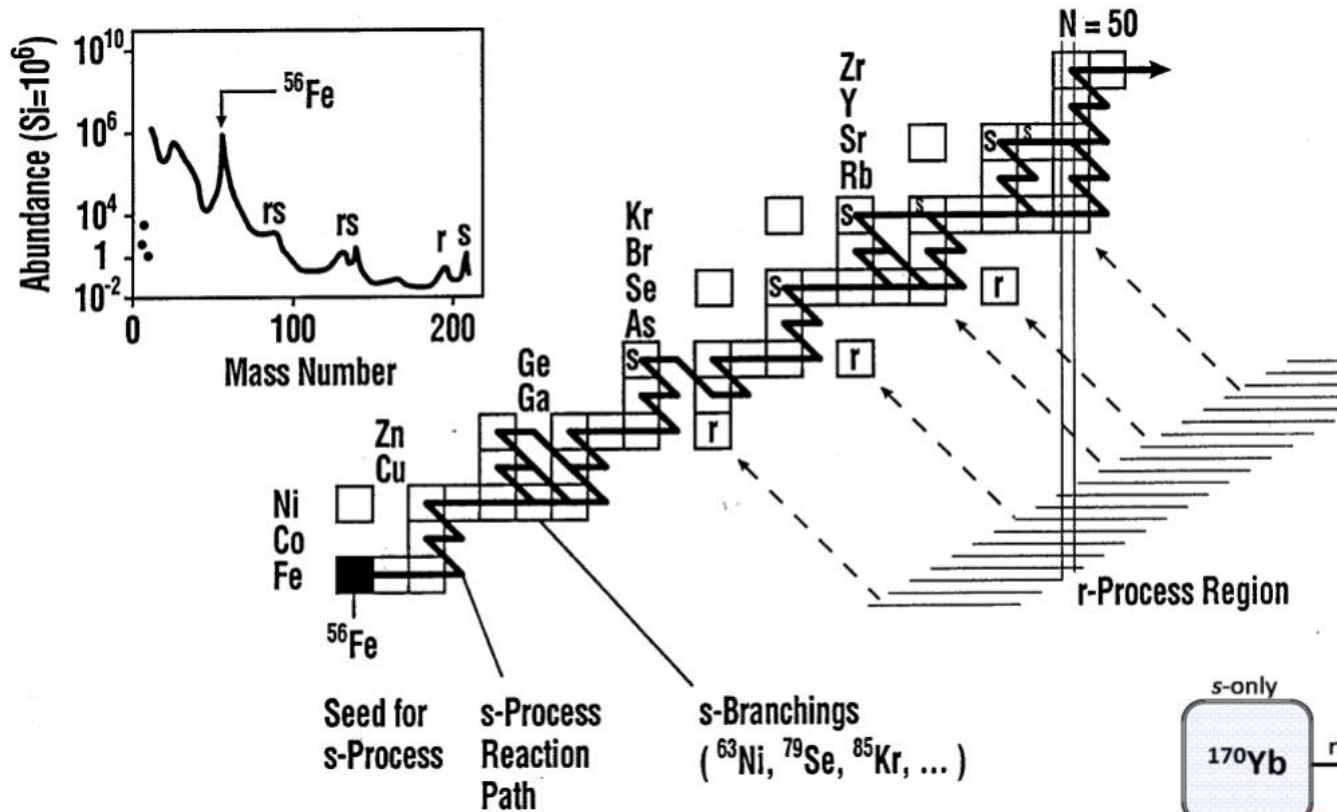 N = 50
10¹⁰
10⁸
10⁶
10⁴
1
10⁻²
Abundance (Si=10⁶)
⁵⁶Fe
rs
rs
r
s
0
100
200
Mass Number
Zr
Y
Sr
Rb
Kr
Br
Se
As
Ge
Ga
Zn
Cu
Ni
Co
Fe
s
s
s
s
s
s
r
r
r
⁵⁶Fe
r-Process Region
Seed for
s-Process
s-Process
Reaction
Path
s-Branchings
( ⁶³Ni, ⁷⁹Se, ⁸⁵Kr, ... )
s-only
¹⁷⁰Yb